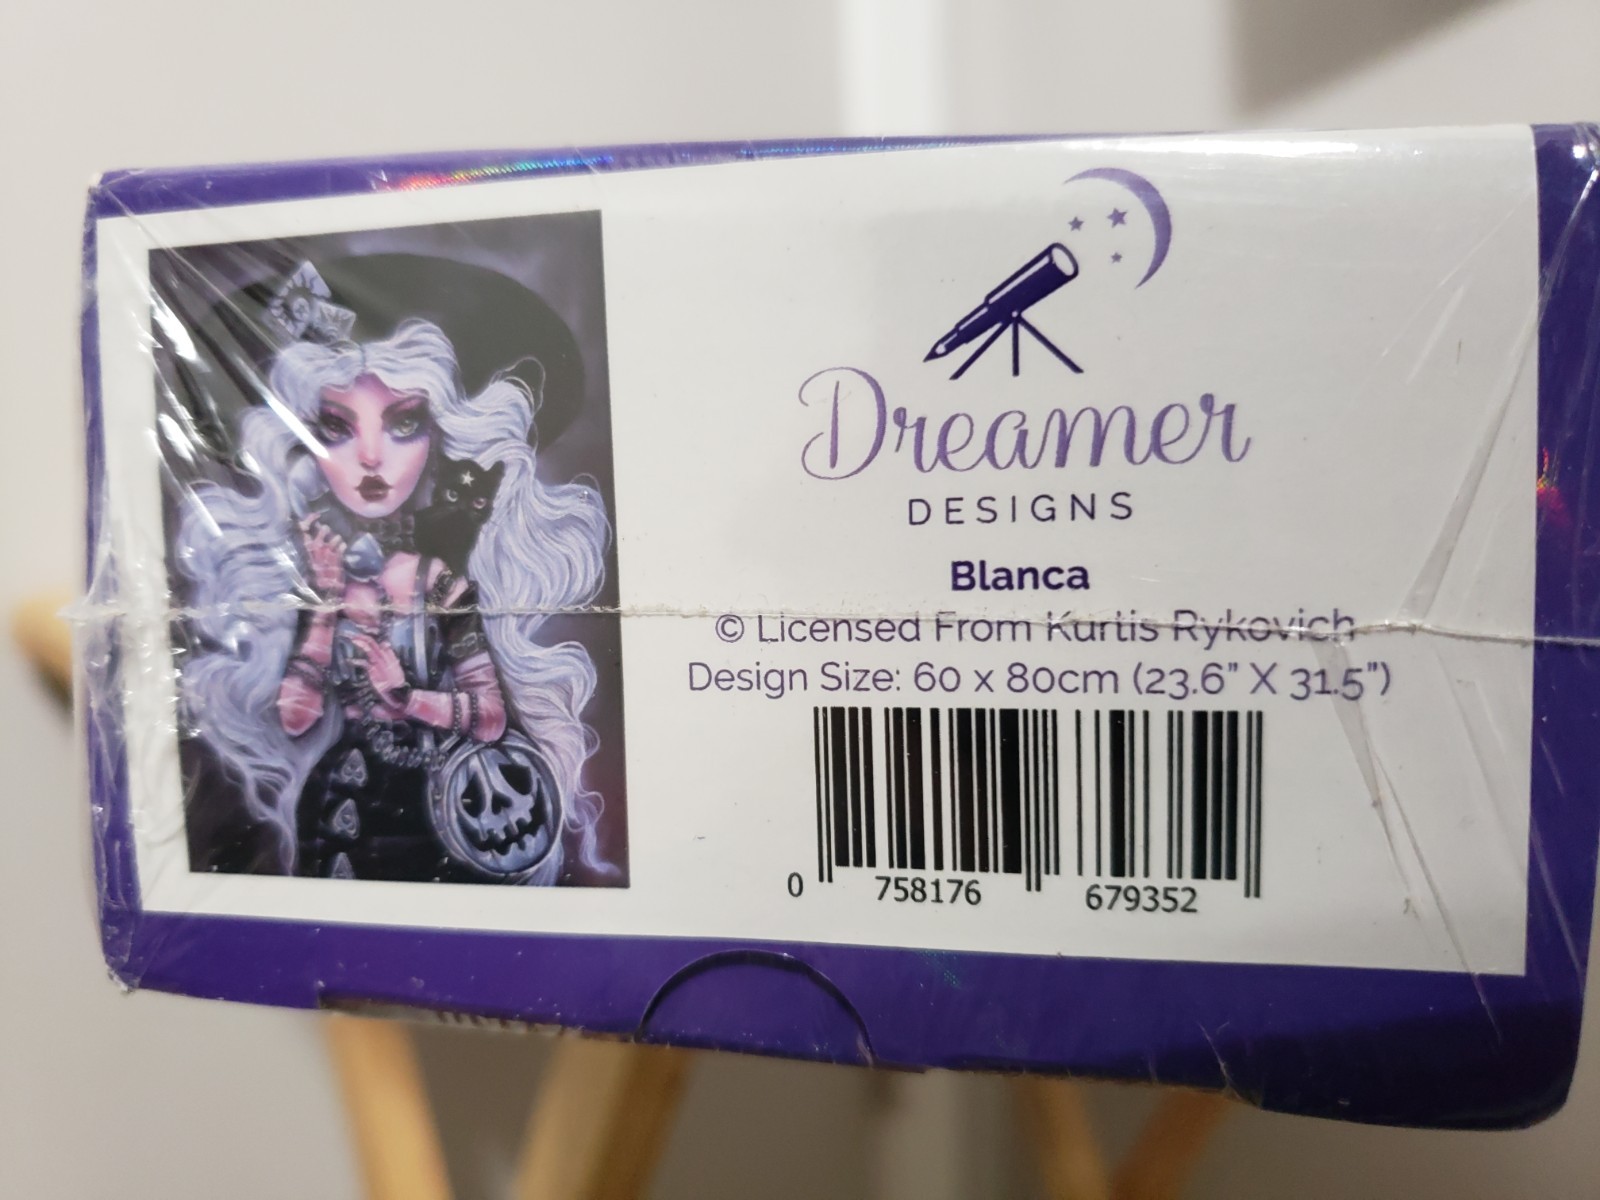 Dreamer
DESIGNS
Blanca
© Licensed From Kurtis Rykovich
Design Size: 60 x 80cm (23.6" X 31.5")
0 758176 679352